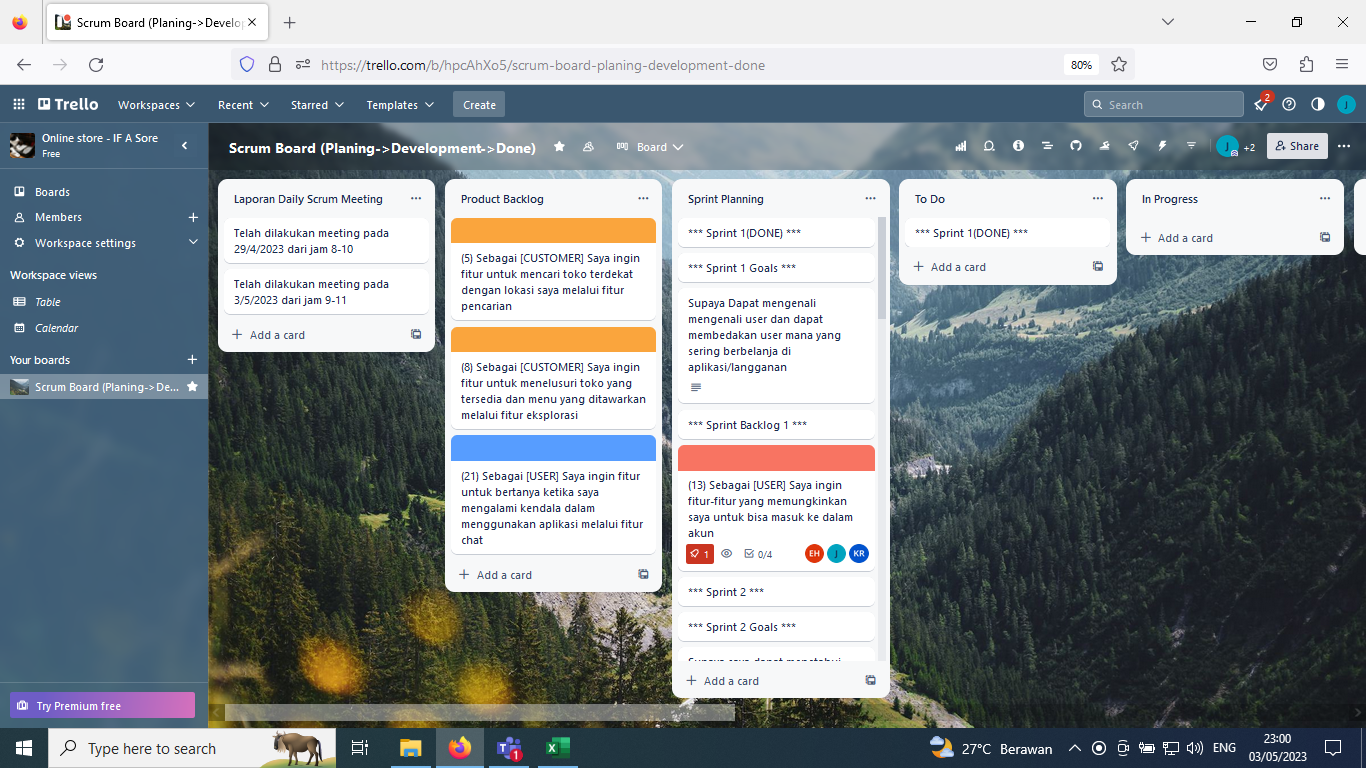 Scrum Board (Planing->Develop
https://trello.com/b/hpcAhXo5/scrum-board-planing-development-done
80%
Trello
Workspaces
Recent
Starred
Templates
Create
Search
2
J
Online store - IF A Sore
Free
Scrum Board (Planing->Development->Done)
Board
J
+2
Share
Boards
Members
Workspace settings
Workspace views
Table
Calendar
Your boards
Scrum Board (Planing->De...
Try Premium free
Laporan Daily Scrum Meeting
Telah dilakukan meeting pada
29/4/2023 dari jam 8-10
Telah dilakukan meeting pada
3/5/2023 dari jam 9-11
Add a card
Product Backlog
(5) Sebagai [CUSTOMER] Saya ingin
fitur untuk mencari toko terdekat
dengan lokasi saya melalui fitur
pencarian
(8) Sebagai [CUSTOMER] Saya ingin
fitur untuk menelusuri toko yang
tersedia dan menu yang ditawarkan
melalui fitur eksplorasi
(21) Sebagai [USER] Saya ingin fitur
untuk bertanya ketika saya
mengalami kendala dalam
menggunakan aplikasi melalui fitur
chat
Add a card
Sprint Planning
*** Sprint 1(DONE) ***
*** Sprint 1 Goals ***
Supaya Dapat mengenali
mengenali user dan dapat
membedakan user mana yang
sering berbelanja di
aplikasi/langganan
*** Sprint Backlog 1 ***
(13) Sebagai [USER] Saya ingin
fitur-fitur yang memungkinkan
saya untuk bisa masuk ke dalam
akun
1
0/4
EH
J
KR
*** Sprint 2 ***
*** Sprint 2 Goals ***
Supaya saya dapat mengetahui
Add a card
To Do
*** Sprint 1(DONE) ***
Add a card
In Progress
Add a card
Type here to search
1
27°C Berawan
ENG
23:00
03/05/2023